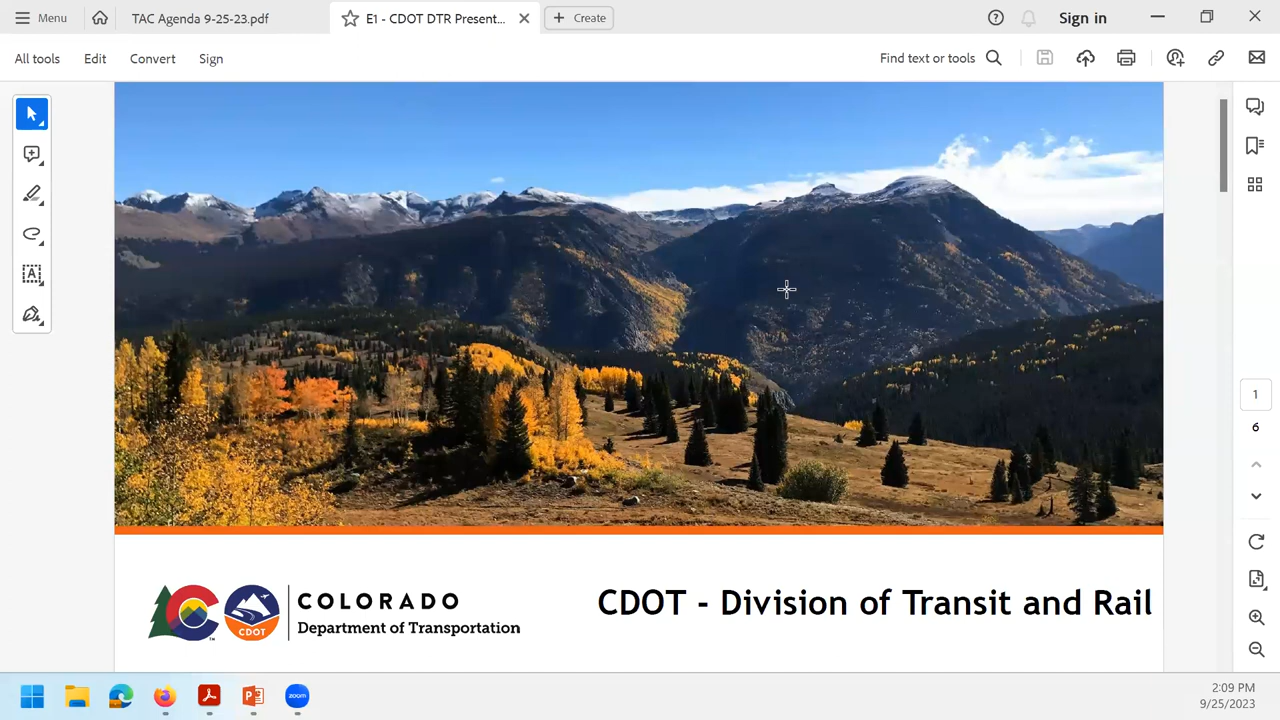 Menu
TAC Agenda 9-25-23.pdf
E1 - CDOT DTR Present...
Create
Sign in
All tools
Edit
Convert
Sign
Find text or tools
1
6
COLORADO
Department of Transportation
CDOT
TM
CDOT - Division of Transit and Rail
zoom
2:09 PM
9/25/2023